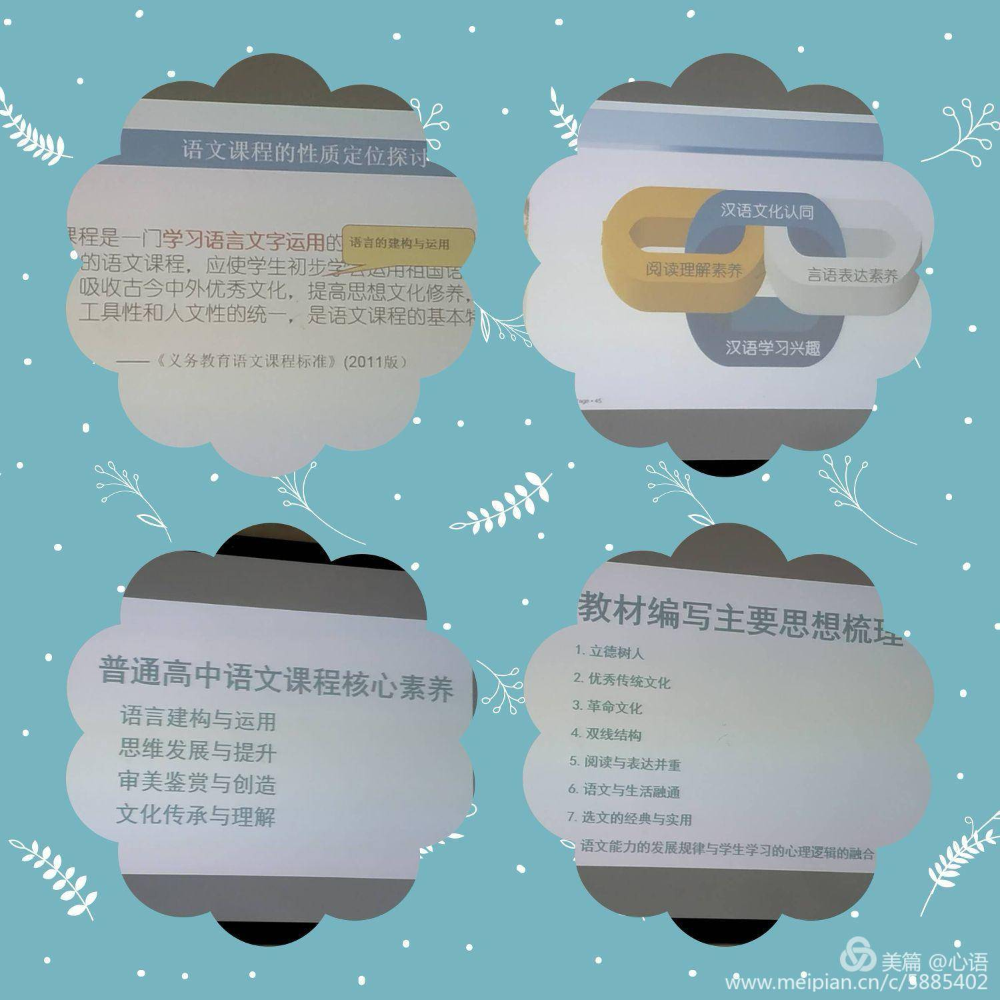 语文课程的性质定位探讨
课程是一门学习语言文字运用的
语言的建构与运用
的语文课程，应使学生初步学会运用祖国语
吸收古今中外优秀文化，提高思想文化修养，
工具性和人文性的统一，是语文课程的基本特
——《义务教育语文课程标准》(2011版）
汉语文化认同
阅读理解素养
言语表达素养
汉语学习兴趣
age • 45
普通高中语文课程核心素养
语言建构与运用
思维发展与提升
审美鉴赏与创造
文化传承与理解
教材编写主要思想梳理
1. 立德树人
2. 优秀传统文化
3. 革命文化
4. 双线结构
5. 阅读与表达并重
6. 语文与生活融通
7. 选文的经典与实用
语文能力的发展规律与学生学习的心理逻辑的融合
美篇 @心语
www.meipian.cn/c/5885402